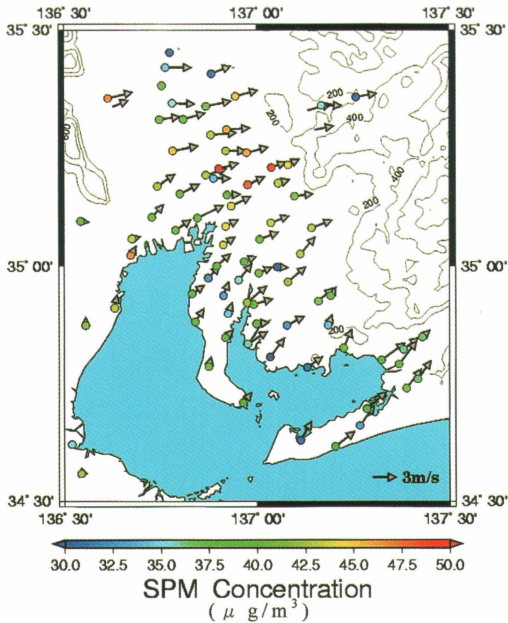 136° 30' 137° 00' 137° 30'
35° 30' 35° 30'
200
200 400
400
200
35° 00' 35° 00'
200
3m/s
34° 30' 34° 30'
136° 30' 137° 00' 137° 30'
30.0 32.5 35.0 37.5 40.0 42.5 45.0 47.5 50.0
SPM Concentration
( μ g/m³)